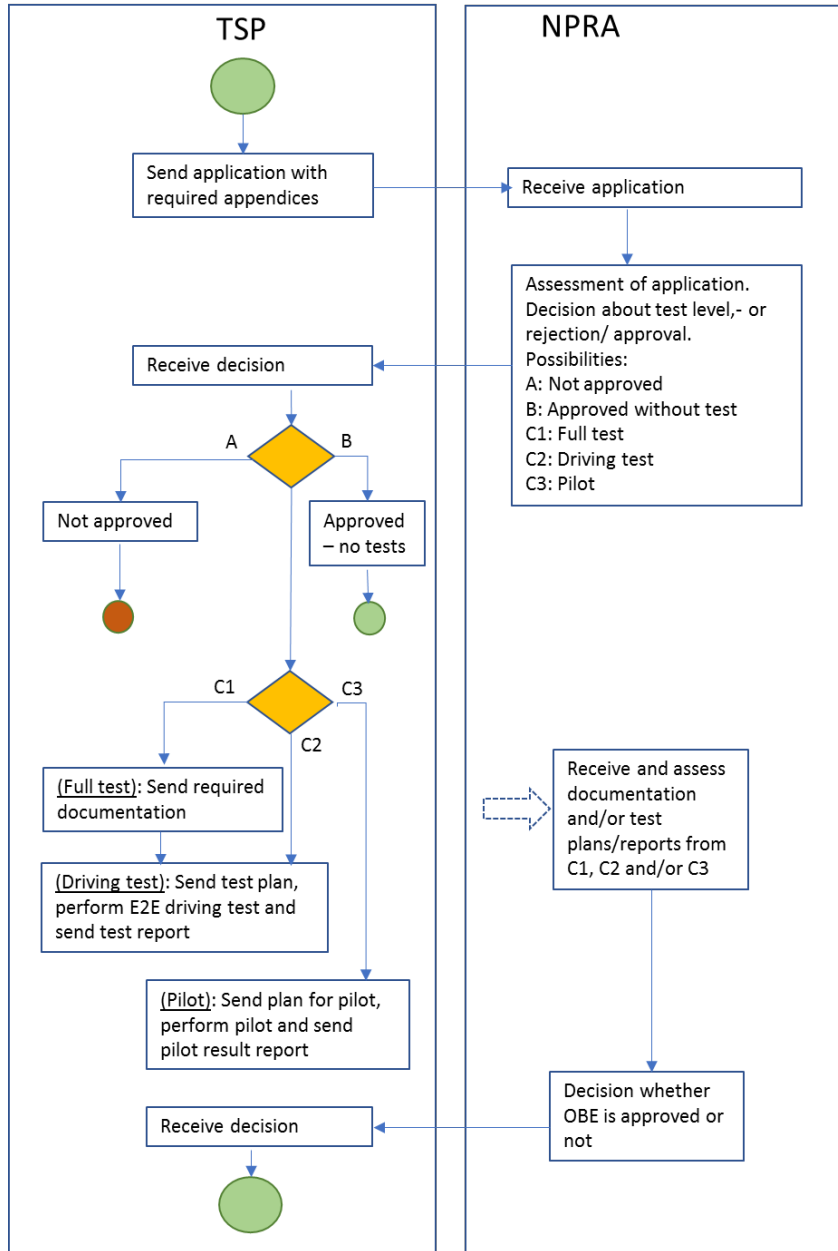 TSP
NPRA
Send application with
required appendices
Receive application
Assessment of application.
Decision about test level,- or
rejection/ approval.
Possibilities:
A: Not approved
B: Approved without test
C1: Full test
C2: Driving test
C3: Pilot
Receive decision
A
B
Not approved
Approved
– no tests
C1
C3
C2
(Full test): Send required
documentation
Receive and assess
documentation
and/or test
plans/reports from
C1, C2 and/or C3
(Driving test): Send test plan,
perform E2E driving test and
send test report
(Pilot): Send plan for pilot,
perform pilot and send
pilot result report
Decision whether
OBE is approved or
not
Receive decision